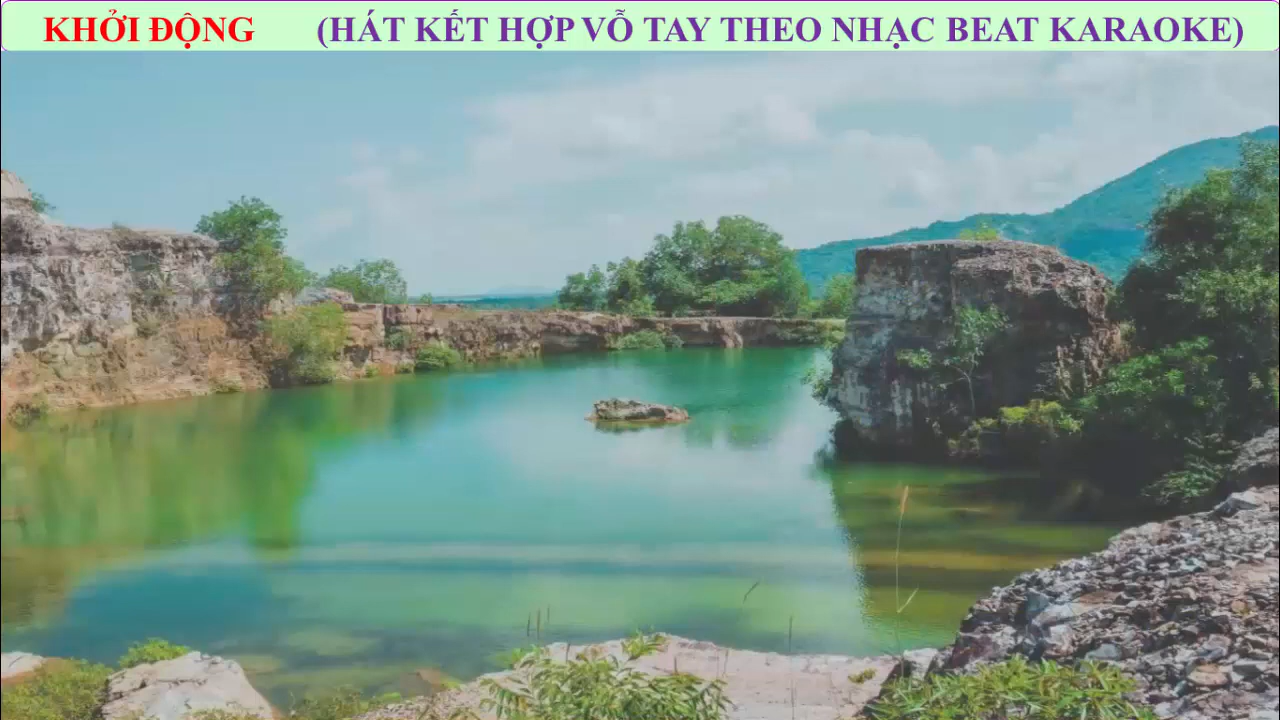 KHỞI ĐỘNG (HÁT KẾT HỢP VỖ TAY THEO NHẠC BEAT KARAOKE)